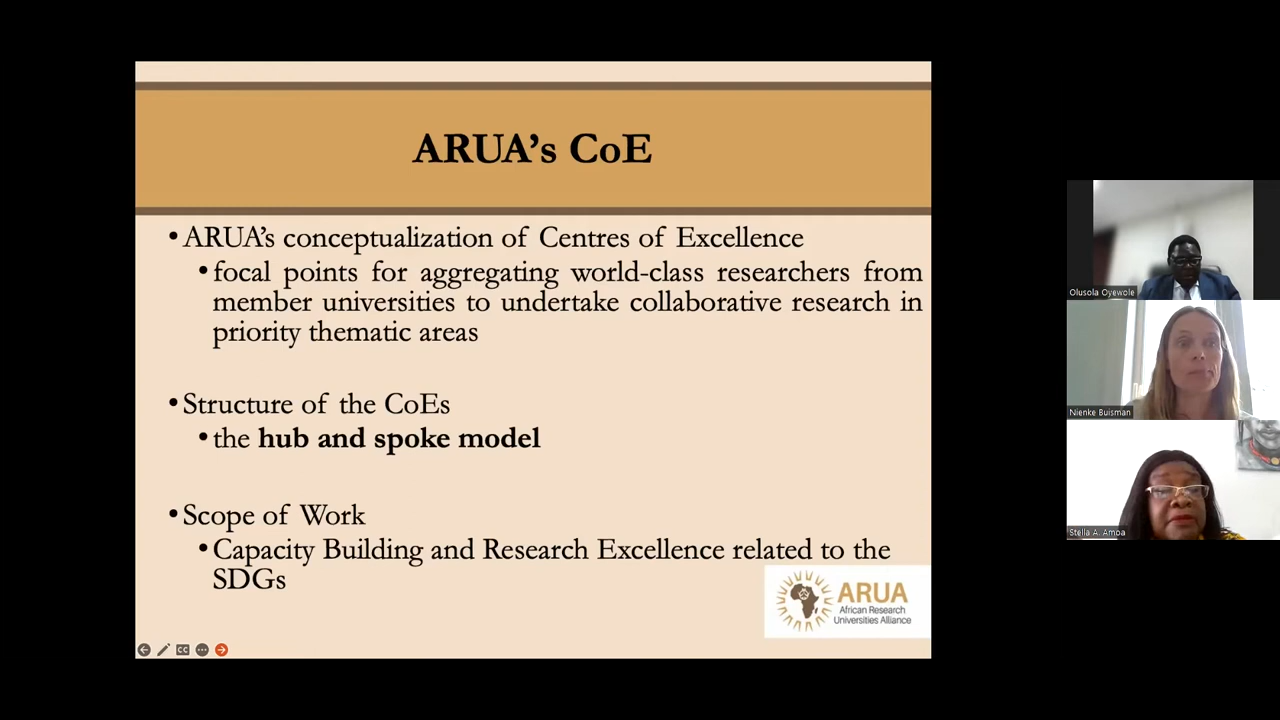 ARUA’s CoE
•ARUA’s conceptualization of Centres of Excellence
•focal points for aggregating world-class researchers from
member universities to undertake collaborative research in
priority thematic areas
•Structure of the CoEs
•the hub and spoke model
•Scope of Work
•Capacity Building and Research Excellence related to the
SDGs
ARUA
African Research
Universities Alliance
CC
Olusola Oyewole
Nienke Buisman
Stella A. Amoa